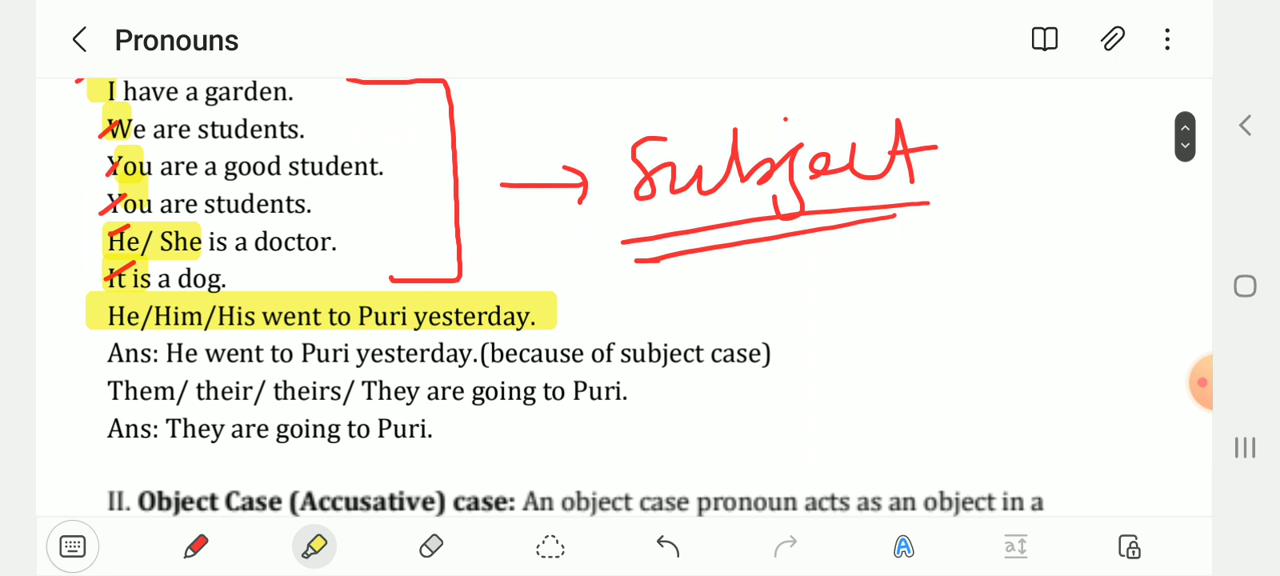 Pronouns
I have a garden.
We are students.
You are a good student.
You are students.
He/ She is a doctor.
It is a dog.
Subject
He/Him/His went to Puri yesterday.
Ans: He went to Puri yesterday.(because of subject case)
Them/ their/ theirs/ They are going to Puri.
Ans: They are going to Puri.
II. Object Case (Accusative) case: An object case pronoun acts as an object in a